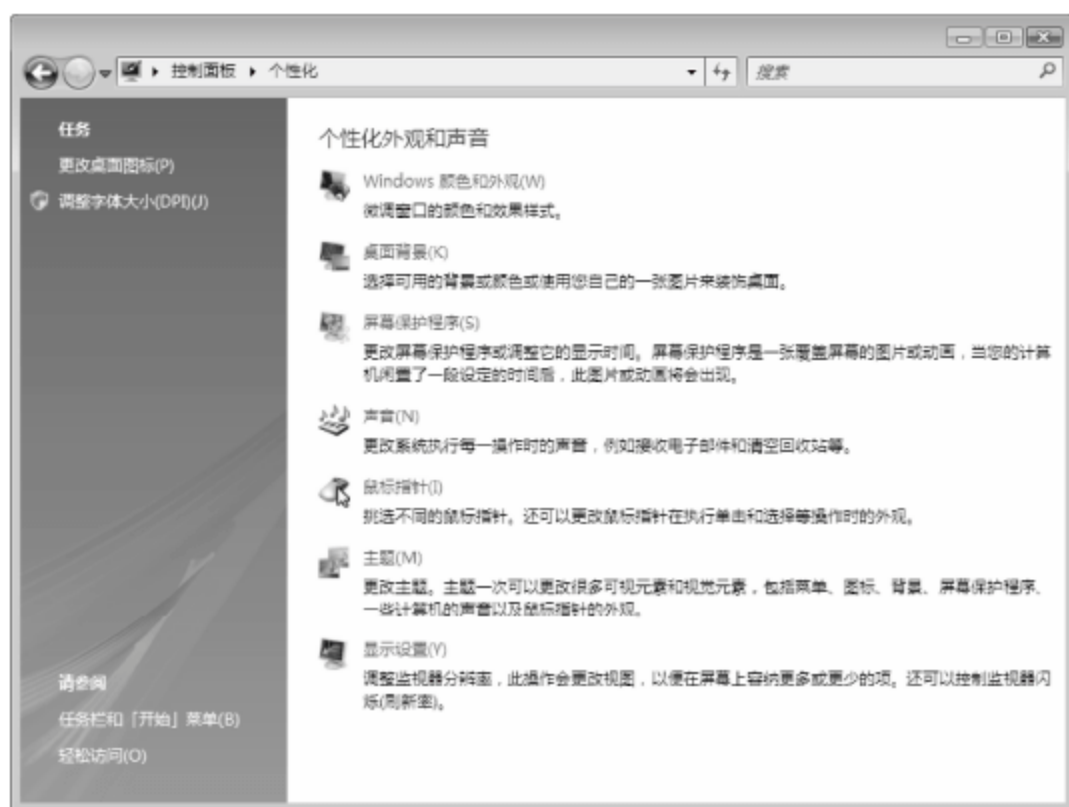 控制面板 ▸ 个性化
搜索
任务
更改桌面图标(P)
调整字体大小(DPI)(J)
请参阅
任务栏和「开始」菜单(B)
轻松访问(O)
个性化外观和声音
Windows 颜色和外观(W)
微调窗口的颜色和效果样式。
桌面背景(K)
选择可用的背景或颜色或使用您自己的一张图片来装饰桌面。
屏幕保护程序(S)
更改屏幕保护程序或调整它的显示时间。屏幕保护程序是一张覆盖屏幕的图片或动画，当您的计算
机闲置了一段设定的时间后，此图片或动画将会出现。
声音(N)
更改系统执行每一操作时的声音，例如接收电子邮件和清空回收站等。
鼠标指针(I)
挑选不同的鼠标指针。还可以更改鼠标指针在执行单击和选择等操作时的外观。
主题(M)
更改主题。主题一次可以更改很多可视元素和视觉元素，包括菜单、图标、背景、屏幕保护程序、
一些计算机的声音以及鼠标指针的外观。
显示设置(Y)
调整监视器分辨率，此操作会更改视图，以便在屏幕上容纳更多或更少的项。还可以控制监视器闪
烁(刷新率)。